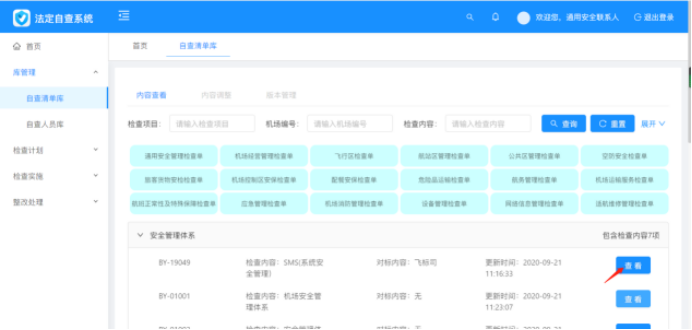 法定自查系统
欢迎您，通用安全联系人
退出登录
首页
库管理
自查清单库
自查人员库
检查计划
检查实施
整改处理
首页
自查清单库
内容查看
内容调整
版本管理
检查项目：
请输入检查项目
机场编号：
请输入机场编号
检查内容：
请输入检查内容
查询
重置
展开
通用安全管理检查单
机场经营管理检查单
飞行区检查单
航站区管理检查单
公共区管理检查单
空防安全检查单
旅客货物安检检查单
机场控制区安保检查单
配餐安保检查单
危险品运输检查单
航务管理检查单
机场运输服务检查单
航班正常性及特殊保障检查单
应急管理检查单
机场消防管理检查单
设备管理检查单
网络信息管理检查单
适航维修管理检查单
安全管理体系
包含检查内容7项
BY-19049
检查内容：SMS(系统安
全管理)
对标内容：飞标司
更新时间：2020-09-21
11:16:33
查看
BY-01001
检查内容：机场安全管
理体系
对标内容：无
更新时间：2020-09-21
11:23:07
查看